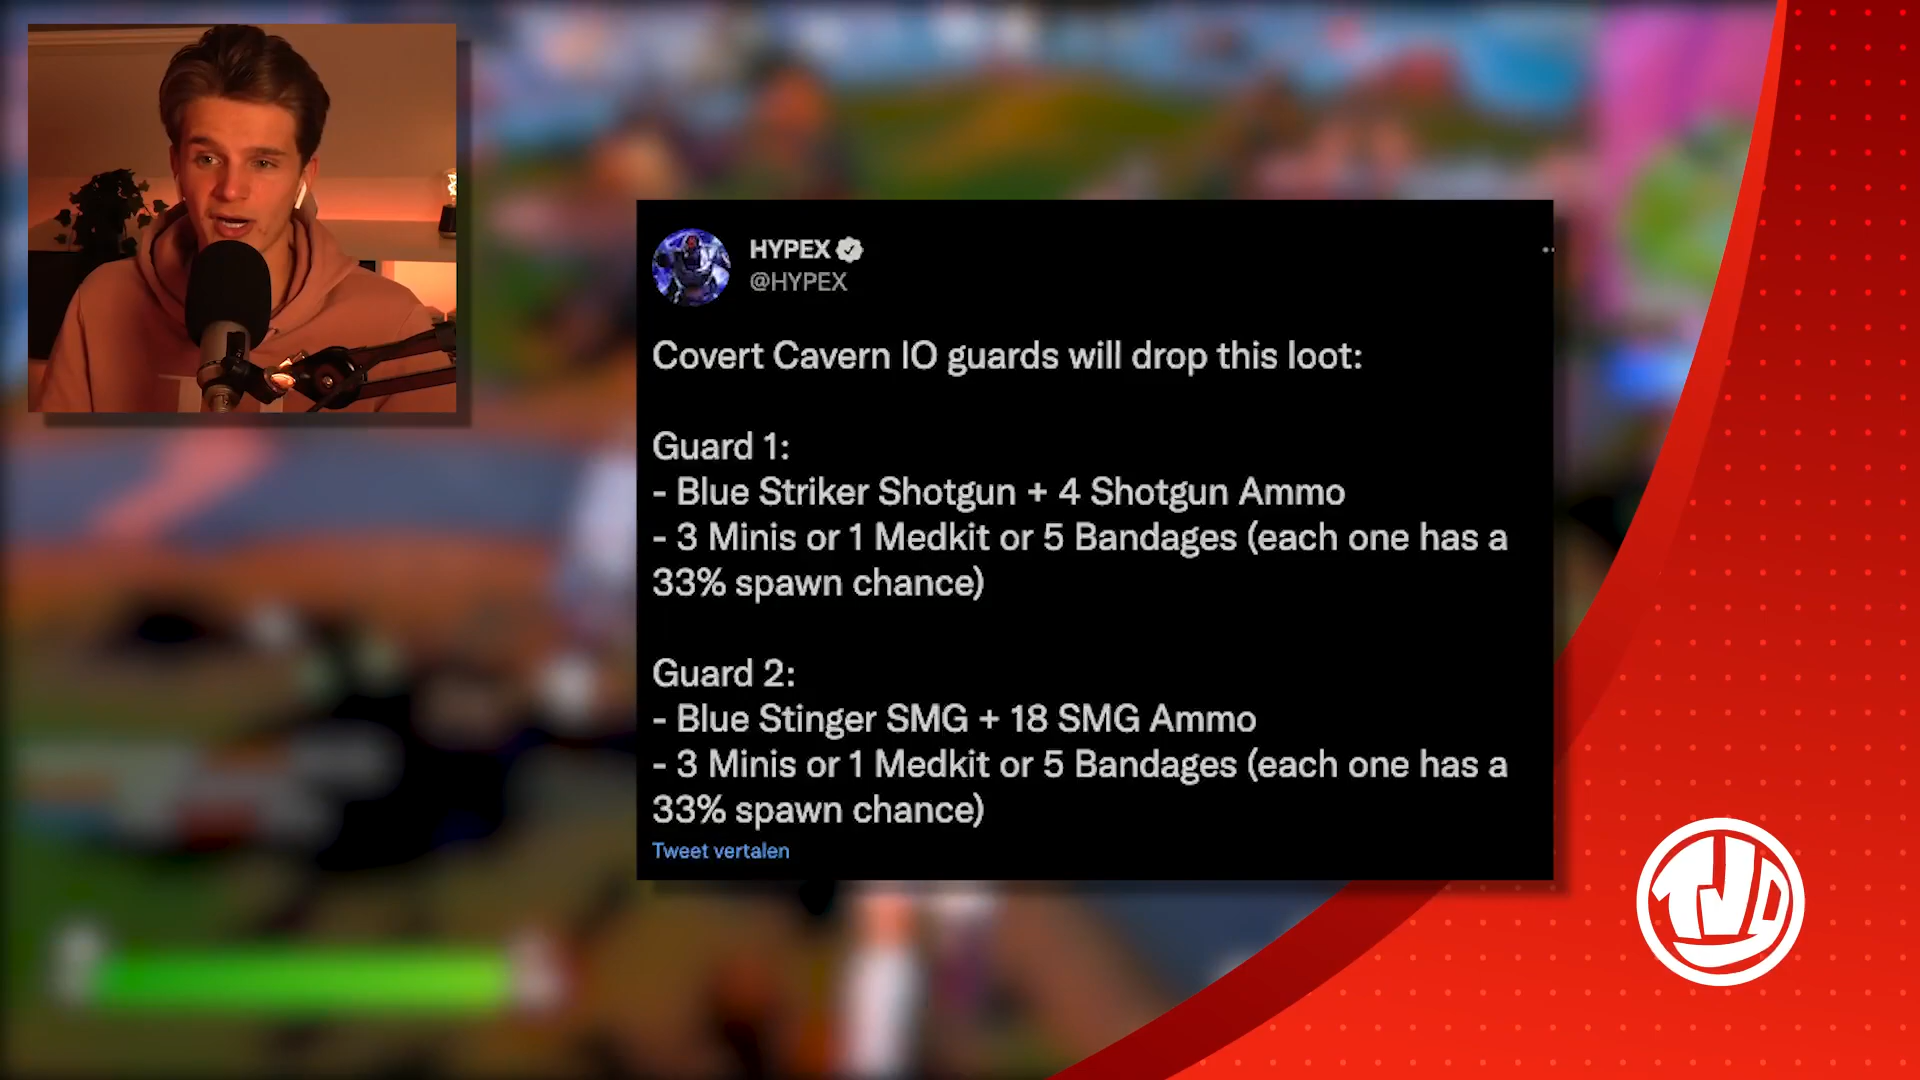 HYPEX
@HYPEX
Covert Cavern IO guards will drop this loot:
Guard 1:
- Blue Striker Shotgun + 4 Shotgun Ammo
- 3 Minis or 1 Medkit or 5 Bandages (each one has a
33% spawn chance)
Guard 2:
- Blue Stinger SMG + 18 SMG Ammo
- 3 Minis or 1 Medkit or 5 Bandages (each one has a
33% spawn chance)
Tweet vertalen